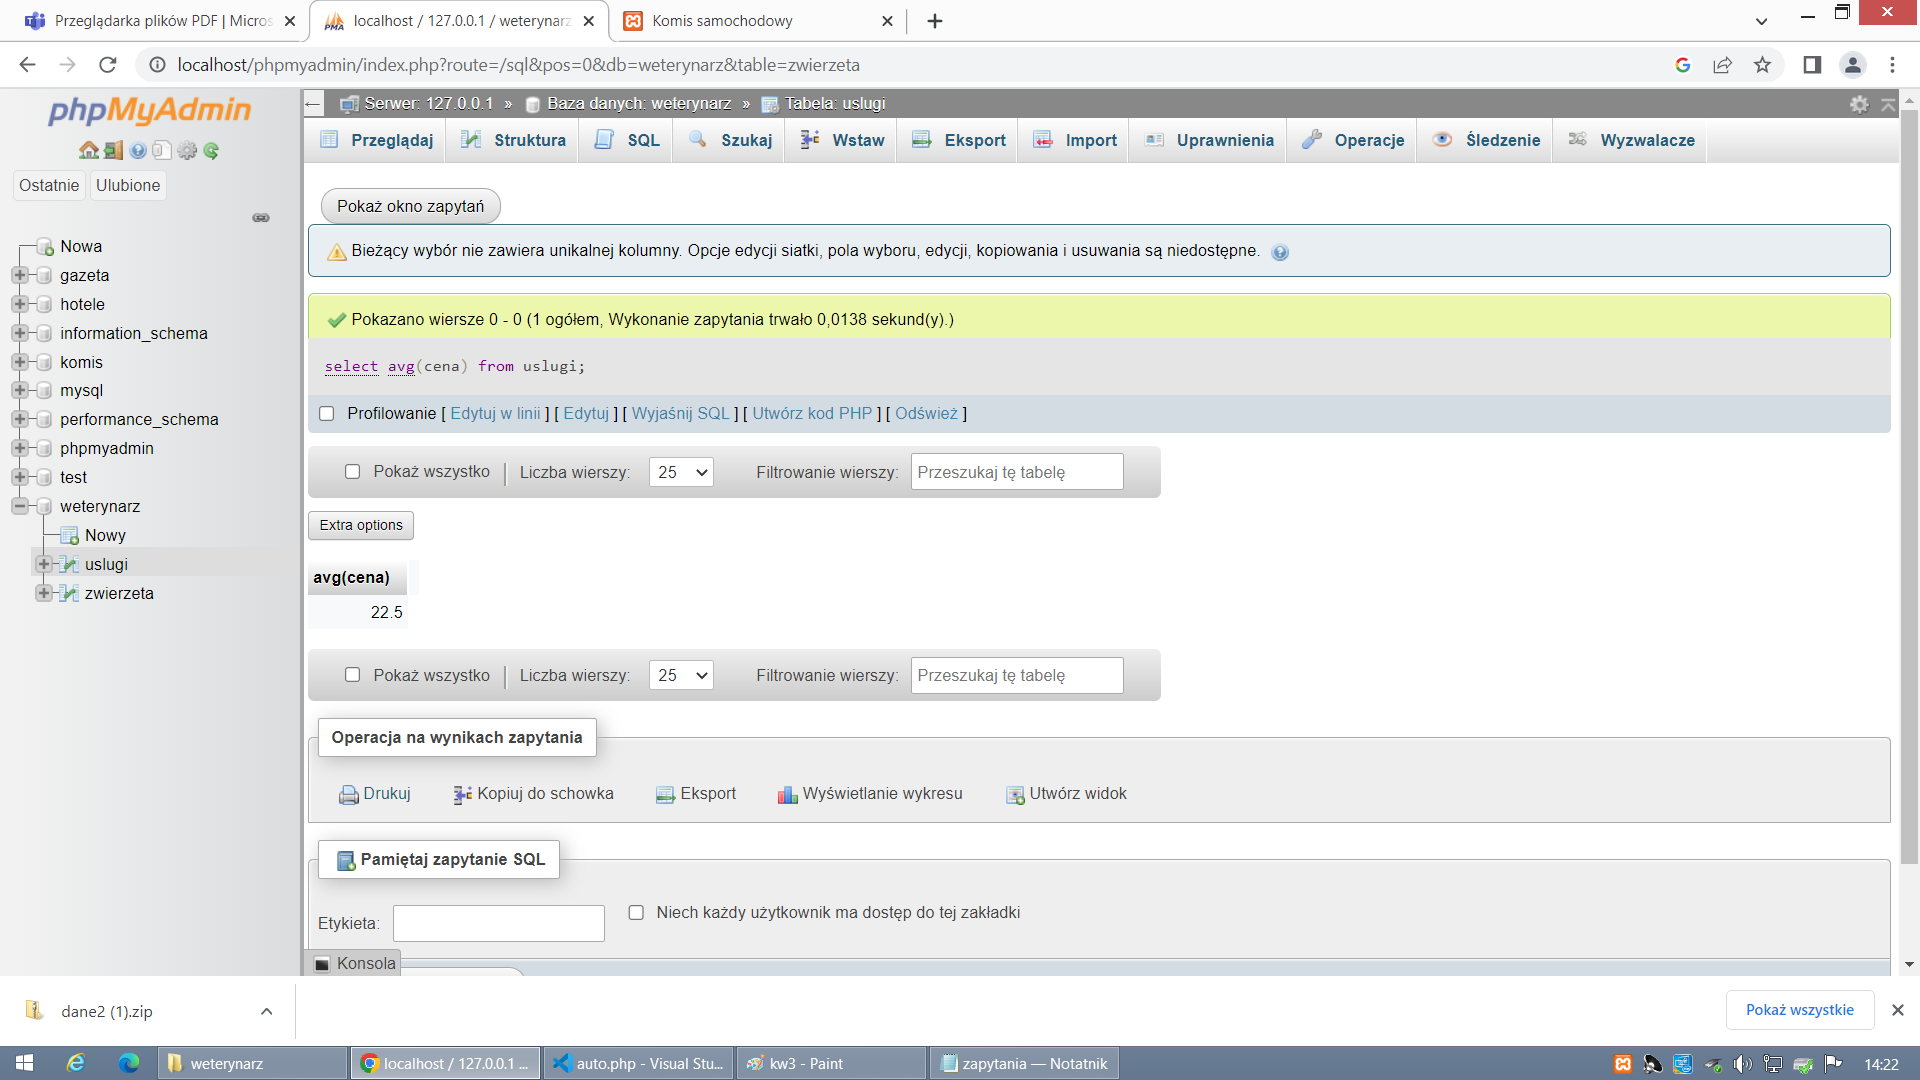 Przeglądarka plików PDF | Micros
localhost / 127.0.0.1 / weterynarz
Komis samochodowy
localhost/phpmyadmin/index.php?route=/sql&pos=0&db=weterynarz&table=zwierzeta
phpMyAdmin
Ostatnie
Ulubione
Nowa
gazeta
hotele
information_schema
komis
mysql
performance_schema
phpmyadmin
test
weterynarz
Nowy
uslugi
zwierzeta
Serwer: 127.0.0.1 » Baza danych: weterynarz » Tabela: uslugi
Przeglądaj Struktura SQL Szukaj Wstaw Eksport Import Uprawnienia Operacje Śledzenie Wyzwalacze
Pokaż okno zapytań
Bieżący wybór nie zawiera unikalnej kolumny. Opcje edycji siatki, pola wyboru, edycji, kopiowania i usuwania są niedostępne.
Pokazano wiersze 0 - 0 (1 ogółem, Wykonanie zapytania trwało 0,0138 sekund(y).)
select avg(cena) from uslugi;
Profilowanie [ Edytuj w linii ] [ Edytuj ] [ Wyjaśnij SQL ] [ Utwórz kod PHP ] [ Odśwież ]
Pokaż wszystko | Liczba wierszy: 25 Filtrowanie wierszy: Przeszukaj tę tabelę
Extra options
avg(cena)
22.5
Pokaż wszystko | Liczba wierszy: 25 Filtrowanie wierszy: Przeszukaj tę tabelę
Operacja na wynikach zapytania
Drukuj Kopiuj do schowka Eksport Wyświetlanie wykresu Utwórz widok
Pamiętaj zapytanie SQL
Etykieta: Niech każdy użytkownik ma dostęp do tej zakładki
Konsola
dane2 (1).zip
Pokaż wszystkie
weterynarz
localhost / 127.0.0.1 ...
auto.php - Visual Stu...
kw3 - Paint
zapytania — Notatnik
14:22